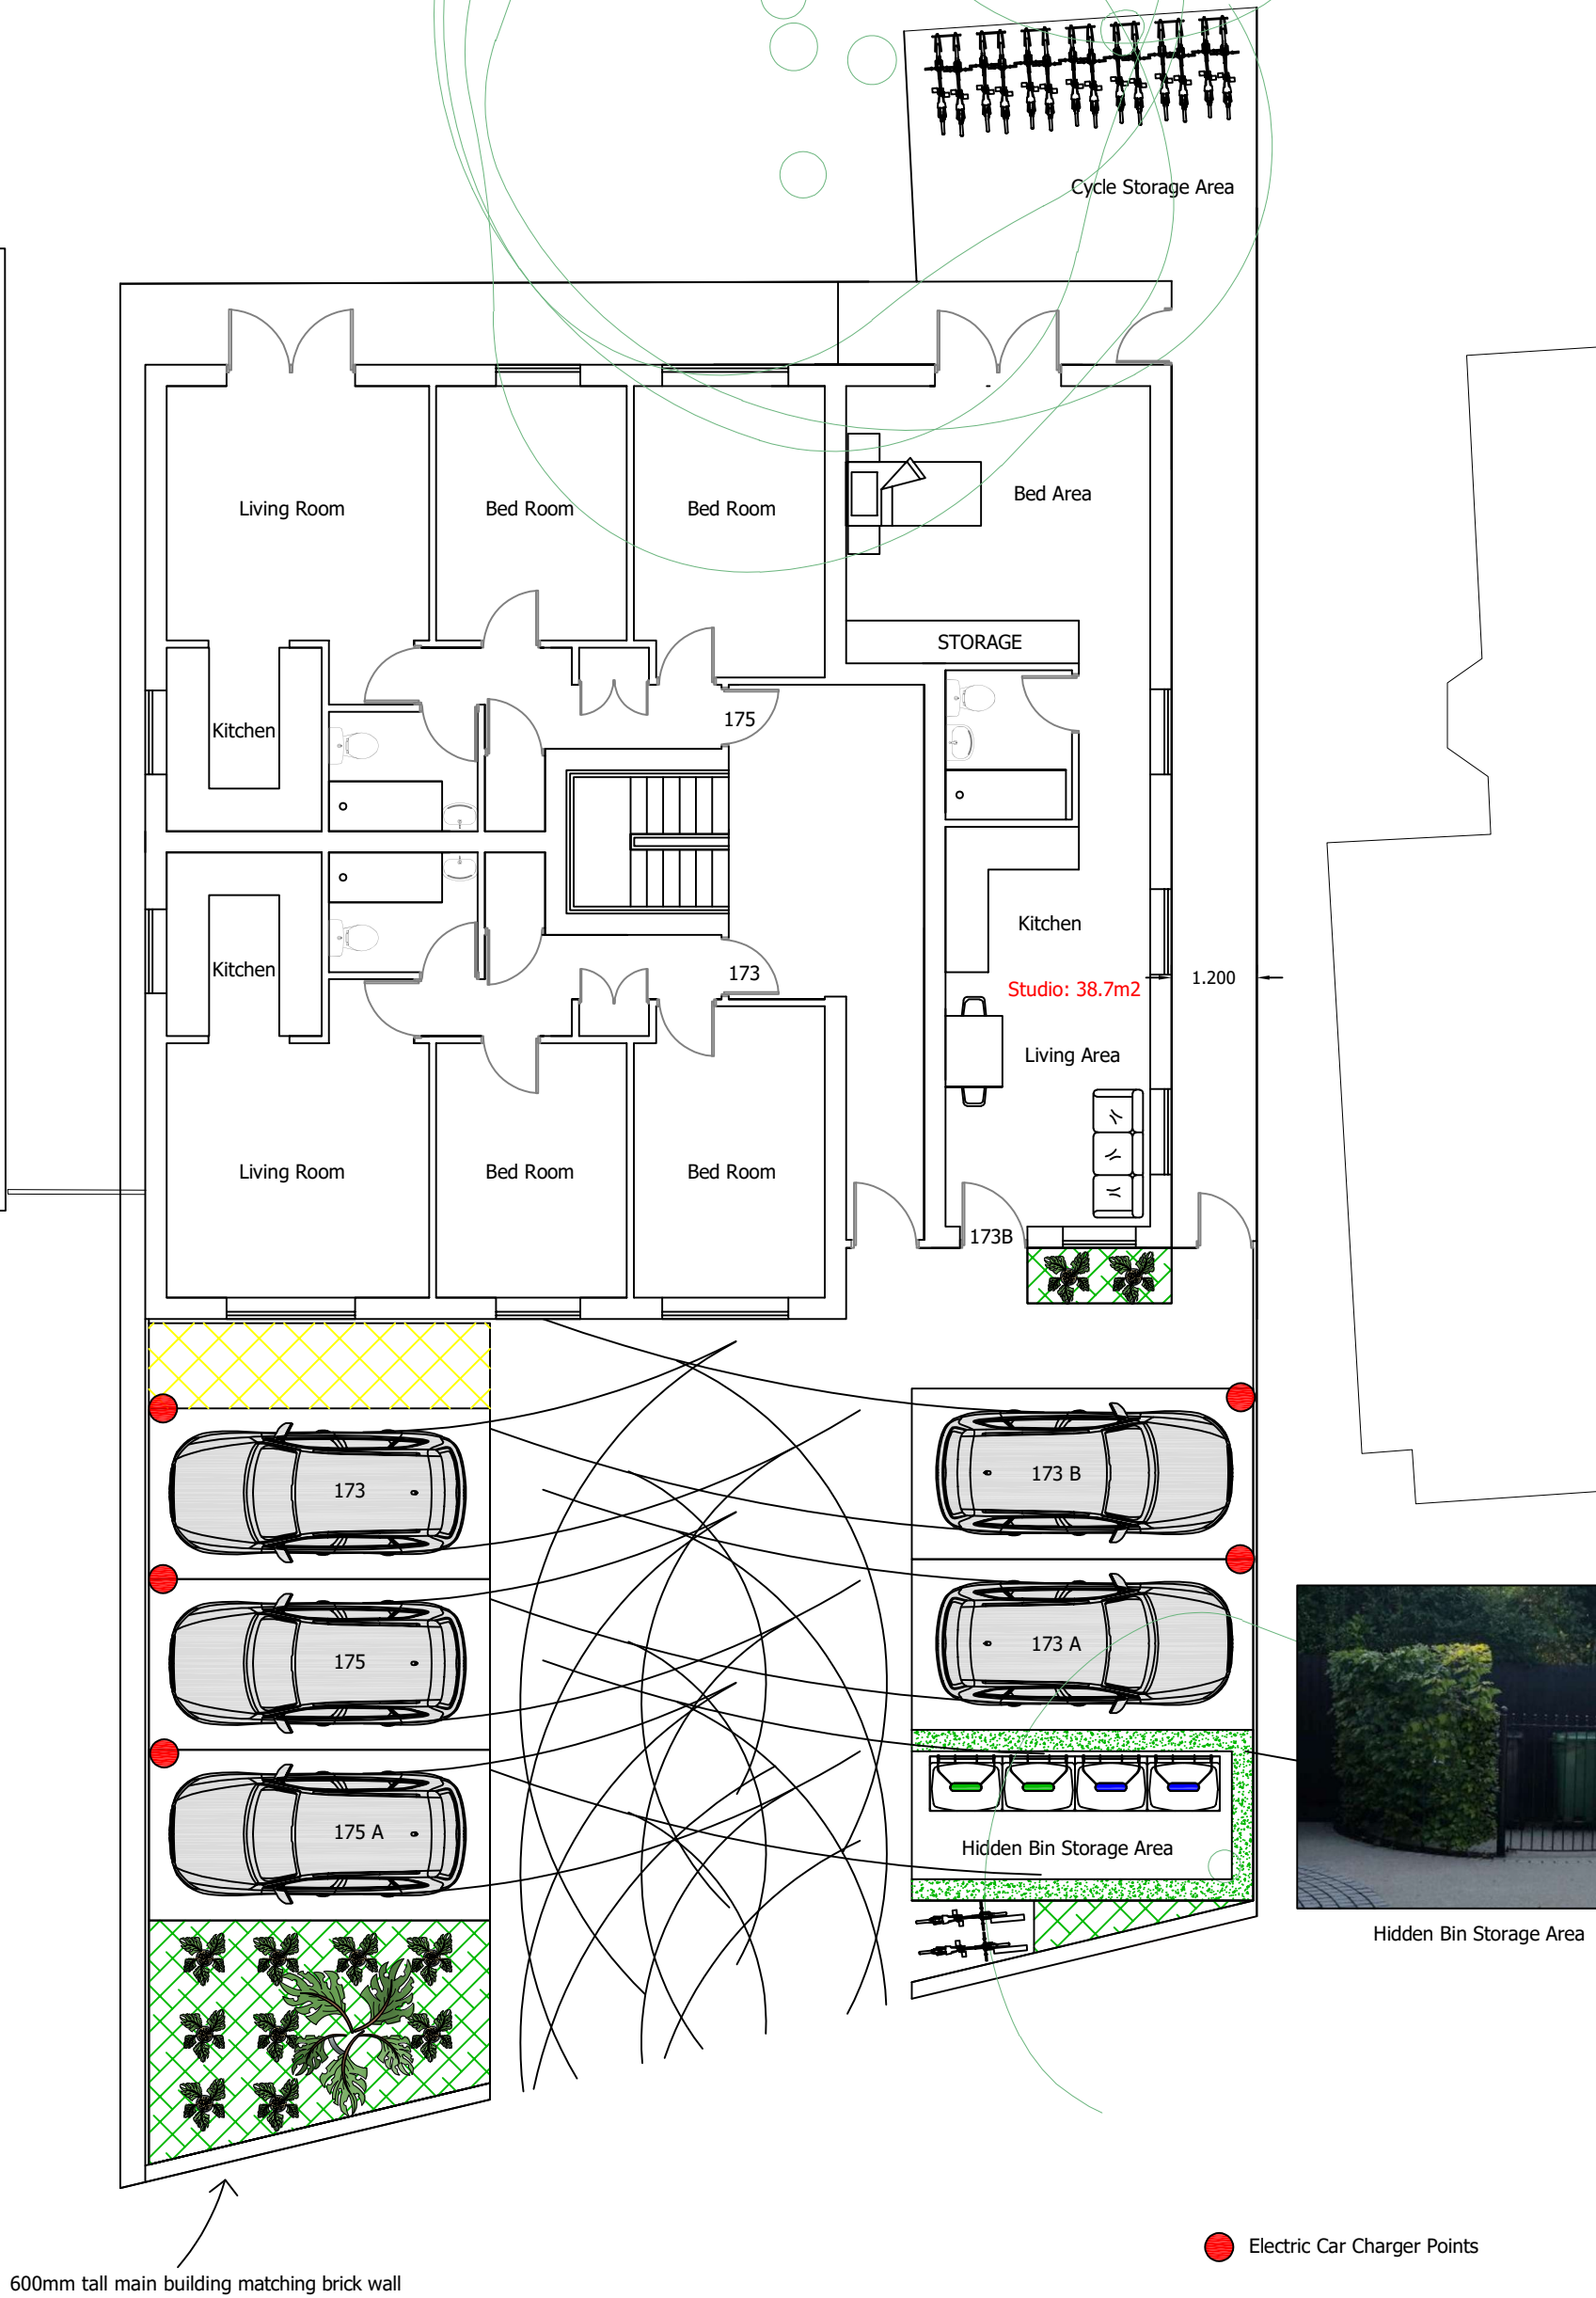 Cycle Storage Area
Living Room
Bed Room
Bed Room
Bed Area
STORAGE
175
Kitchen
Kitchen
173
Kitchen
Studio: 38.7m2
1.200
Living Area
Living Room
Bed Room
Bed Room
173B
173
173 B
175
173 A
175 A
Hidden Bin Storage Area
Hidden Bin Storage Area
Electric Car Charger Points
600mm tall main building matching brick wall